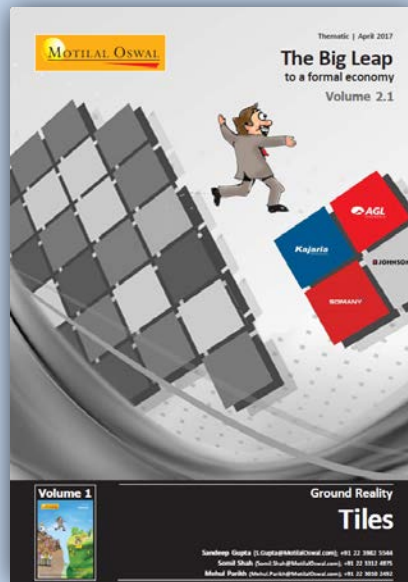 MOTILAL OSWAL
Thematic | April 2017
The Big Leap
to a formal economy
Volume 2.1
AGL
Kajaria
JOHNSON
SOMANY
Volume 1
Ground Reality
Tiles
Sandeep Gupta (S.Gupta@MotilalOswal.com); +91 22 3982 5544
Somil Shah (Somil.Shah@MotilalOswal.com); +91 22 3312 4975
Mehul Parikh (Mehul.Parikh@MotilalOswal.com); +91 22 3010 2492